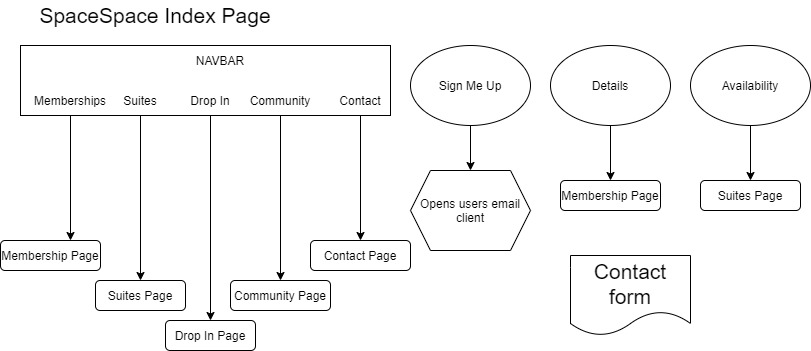 SpaceSpace Index Page
NAVBAR
Memberships Suites Drop In Community Contact
Sign Me Up
Details
Availability
Opens users email
client
Membership Page
Suites Page
Membership Page
Contact Page
Suites Page
Community Page
Drop In Page
Contact
form